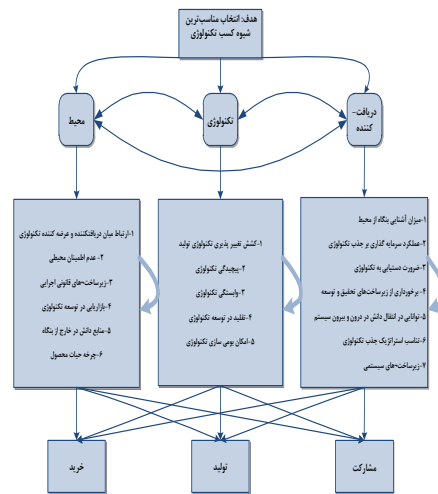 هدف: انتخاب مناسب‌ترین
شیوه کسب تکنولوژی
دریافت-
کننده
تکنولوژی
محیط
۱-میزان آشنایی بنگاه از محیط
۲-عملکرد سرمایه گذاری بر جذب تکنولوژی
۳-ضرورت دستیابی به تکنولوژی
۴- برخورداری از زیرساخت‌های تحقیق و توسعه
۵-توانایی در انتقال دانش در درون و بیرون سیستم
۶-تناسب استراتژیک جذب تکنولوژی
۷-زیرساخت-های سیستمی
۱-کشش تغییر پذیری تکنولوژی تولید
۲-پیچیدگی تکنولوژی
۳-وابستگی تکنولوژی
۴-تقلید در توسعه تکنولوژی
۵-امکان بومی سازی تکنولوژی
۱-ارتباط میان دریافتکننده و عرضه کننده تکنولوژی
۲- عدم اطمینان محیطی
۳-زیرساخت-های قانونی اجرایی
۴-بازاریابی در توسعه تکنولوژی
۵-منابع دانش در خارج از بنگاه
۶-چرخه حیات محصول
مشارکت
تولید
خرید